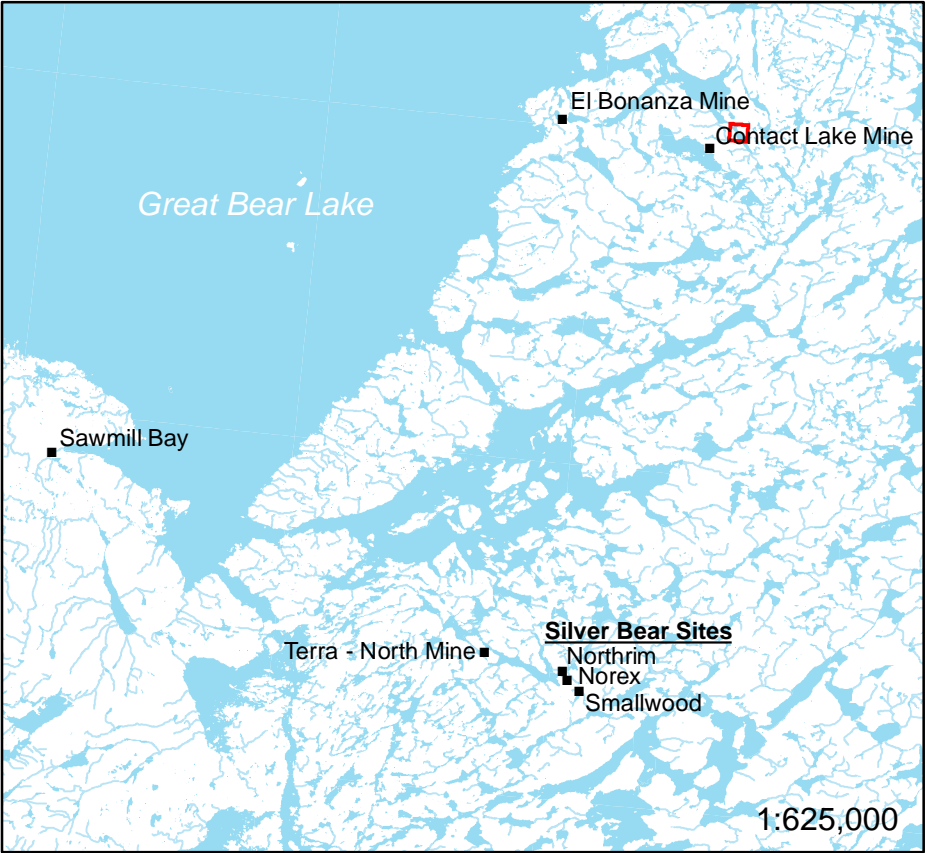 El Bonanza Mine
Contact Lake Mine
Great Bear Lake
Sawmill Bay
Silver Bear Sites
Terra - North Mine
Northrim
Norex
Smallwood
1:625,000